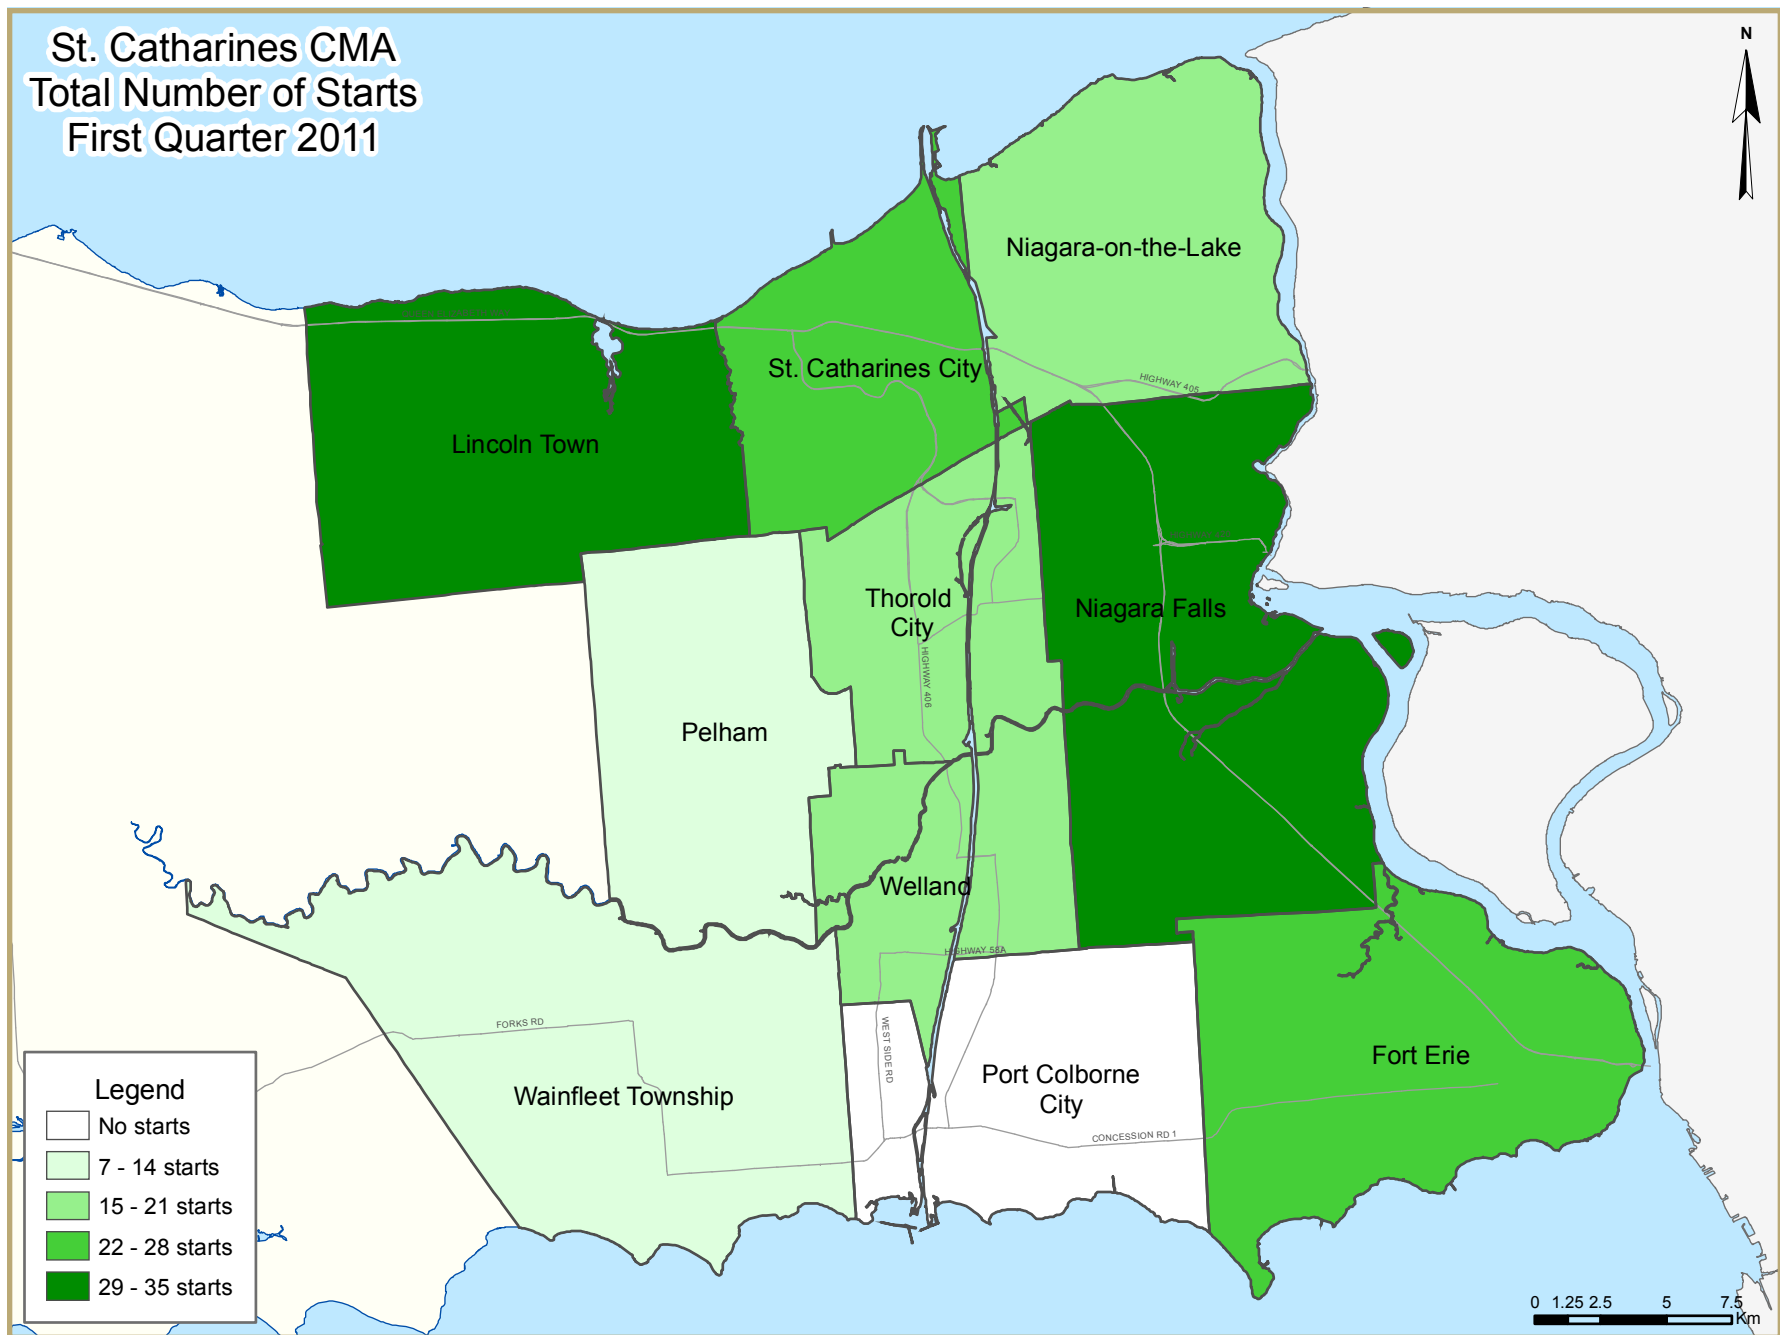 St. Catharines CMA
Total Number of Starts
First Quarter 2011
N
Niagara-on-the-Lake
HIGHWAY 405
St. Catharines City
Lincoln Town
Thorold
City
Niagara Falls
HIGHWAY 406
Pelham
Welland
HIGHWAY 58A
FORKS RD
WEST SIDE RD
Wainfleet Township
Port Colborne
City
Fort Erie
CONCESSION RD 1
Legend
No starts
7 - 14 starts
15 - 21 starts
22 - 28 starts
29 - 35 starts
0 1.25 2.5 5 7.5
Km